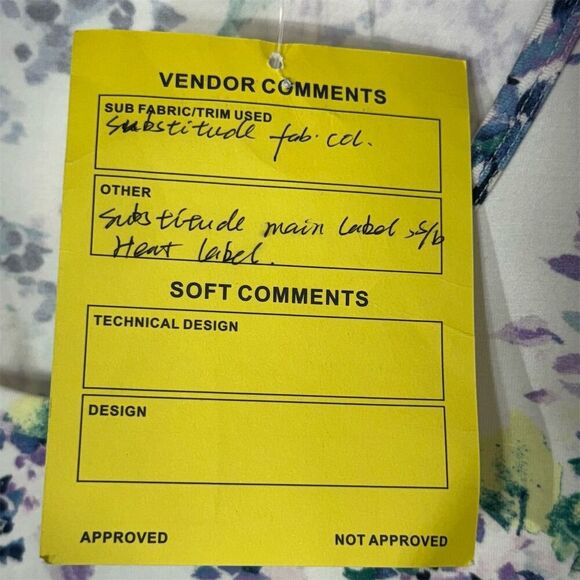 VENDOR COMMENTS
SUB FABRIC/TRIM USED
Substitude fab. col.
OTHER
Substitude main label, s/b
Heat label.
SOFT COMMENTS
TECHNICAL DESIGN
DESIGN
APPROVED NOT APPROVED